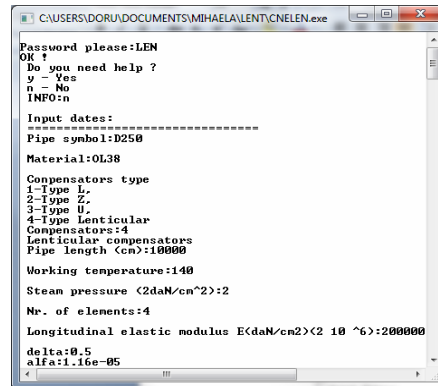 C:\USERS\DORU\DOCUMENTS\MIHAELA\LENT\CNELEN.exe
Password please:LEN
OK !
Do you need help ?
y - Yes
n - No
INFO:n
Input dates:
================================
Pipe symbol:D250
Material:OL38
Conpensators type
1-Type L,
2-Type Z,
3-Type U,
4-Type Lenticular
Compensators:4
Lenticular compensators
Pipe length (cm):10000
Working temperature:140
Steam pressure (2daN/cm^2):2
Nr. of elements:4
Longitudinal elastic modulus E(daN/cm2)(2 10 ^6):200000
delta:0.5
alfa:1.16e-05